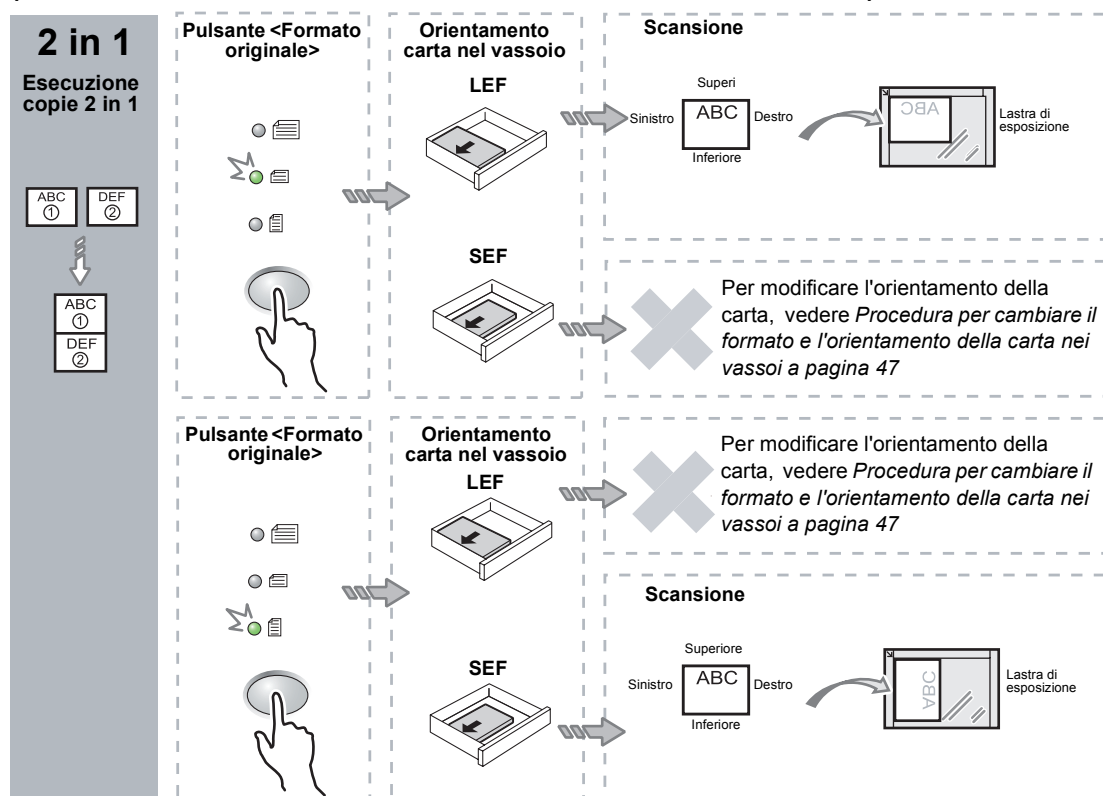 2 in 1
Esecuzione
copie 2 in 1
ABC
①
DEF
②
ABC
①
DEF
②
Pulsante <Formato
originale>
Orientamento
carta nel vassoio
LEF
SEF
Scansione
Superi
Sinistro
ABC
Destro
Inferiore
ABC
Lastra di
esposizione
Per modificare l'orientamento della
carta, vedere Procedura per cambiare il
formato e l'orientamento della carta nei
vassoi a pagina 47
Pulsante <Formato
originale>
Orientamento
carta nel vassoio
LEF
SEF
Per modificare l'orientamento della
carta, vedere Procedura per cambiare il
formato e l'orientamento della carta nei
vassoi a pagina 47
Scansione
Superiore
Sinistro
ABC
Destro
Inferiore
ABC
Lastra di
esposizione